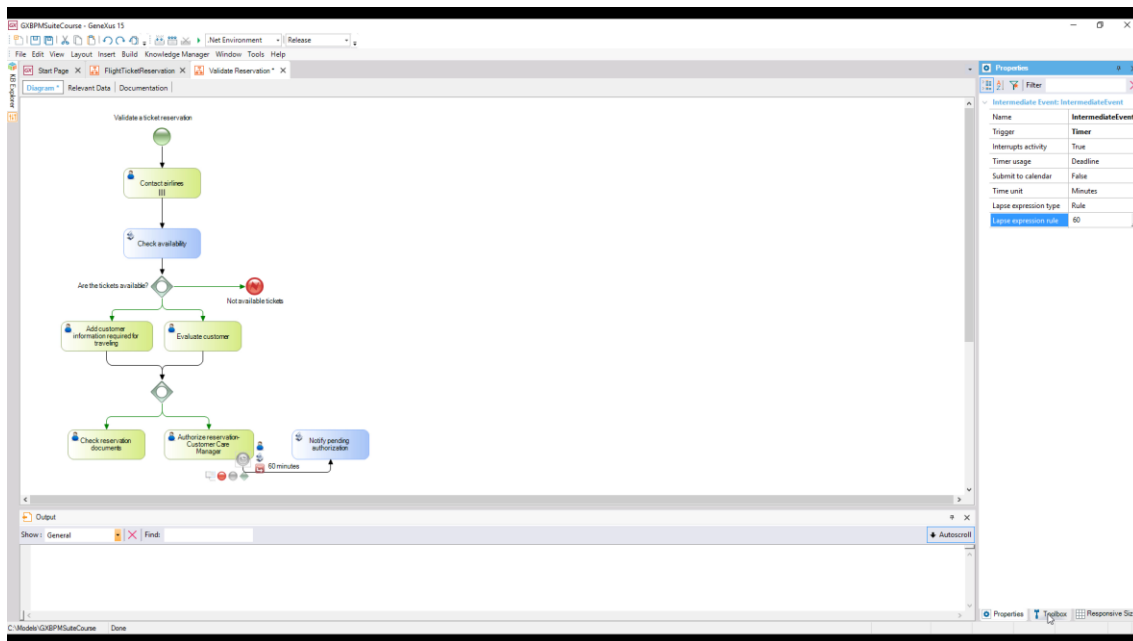 GXBPMSuiteCourse - GeneXus 15
.Net Environment Release
File Edit View Layout Insert Build Knowledge Manager Window Tools Help
Start Page X FlightTicketReservation X Validate Reservation * X
Diagram * Relevant Data Documentation
KB Explorer
Validate a ticket reservation
Contact airlines
Check availability
Are the tickets available?
Not available tickets
Add customer
information required for
traveling
Evaluate customer
Check reservation
documents
Authorize reservation-
Customer Care
Manager
Notify pending
authorization
60 minutes
Properties
Filter
Intermediate Event: IntermediateEvent
Name IntermediateEvent
Trigger Timer
Interrupts activity True
Timer usage Deadline
Submit to calendar False
Time unit Minutes
Lapse expression type Rule
Lapse expression rule 60
Output
Show: General Find: Autoscroll
Properties Toolbox Responsive Siz
C:\Models\GXBPMSuiteCourse Done